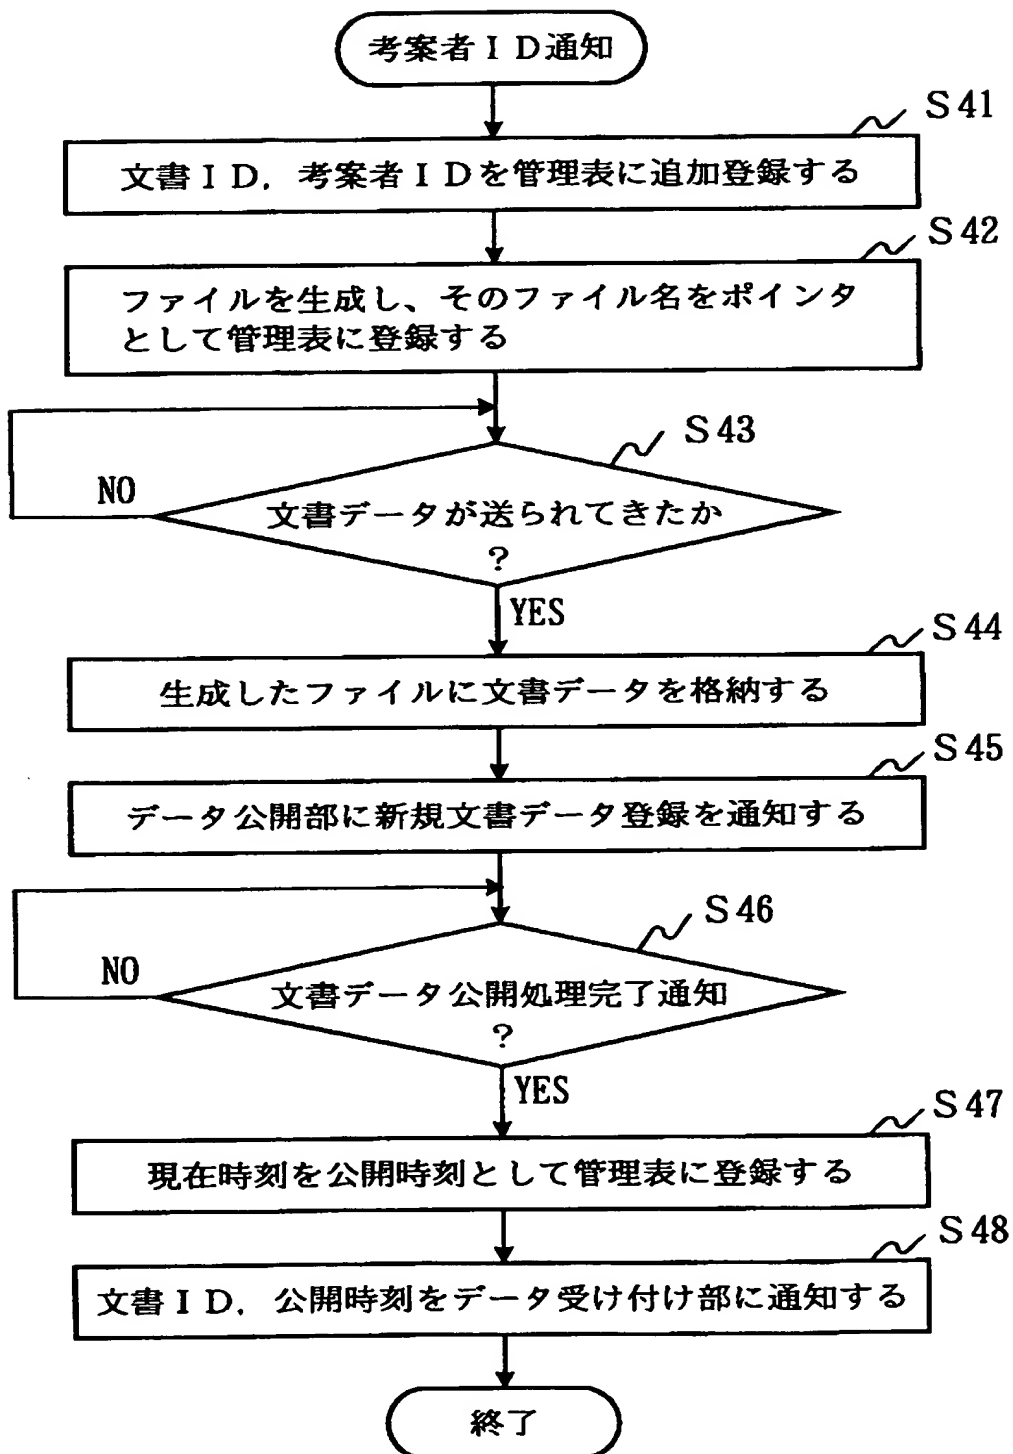 考案者ＩＤ通知
Ｓ41
文書ＩＤ．考案者ＩＤを管理表に追加登録する
Ｓ42
ファイルを生成し、そのファイル名をポインタ
として管理表に登録する
Ｓ43
NO
文書データが送られてきたか
？
YES
Ｓ44
生成したファイルに文書データを格納する
Ｓ45
データ公開部に新規文書データ登録を通知する
Ｓ46
NO
文書データ公開処理完了通知
？
YES
Ｓ47
現在時刻を公開時刻として管理表に登録する
Ｓ48
文書ＩＤ．公開時刻をデータ受け付け部に通知する
終了